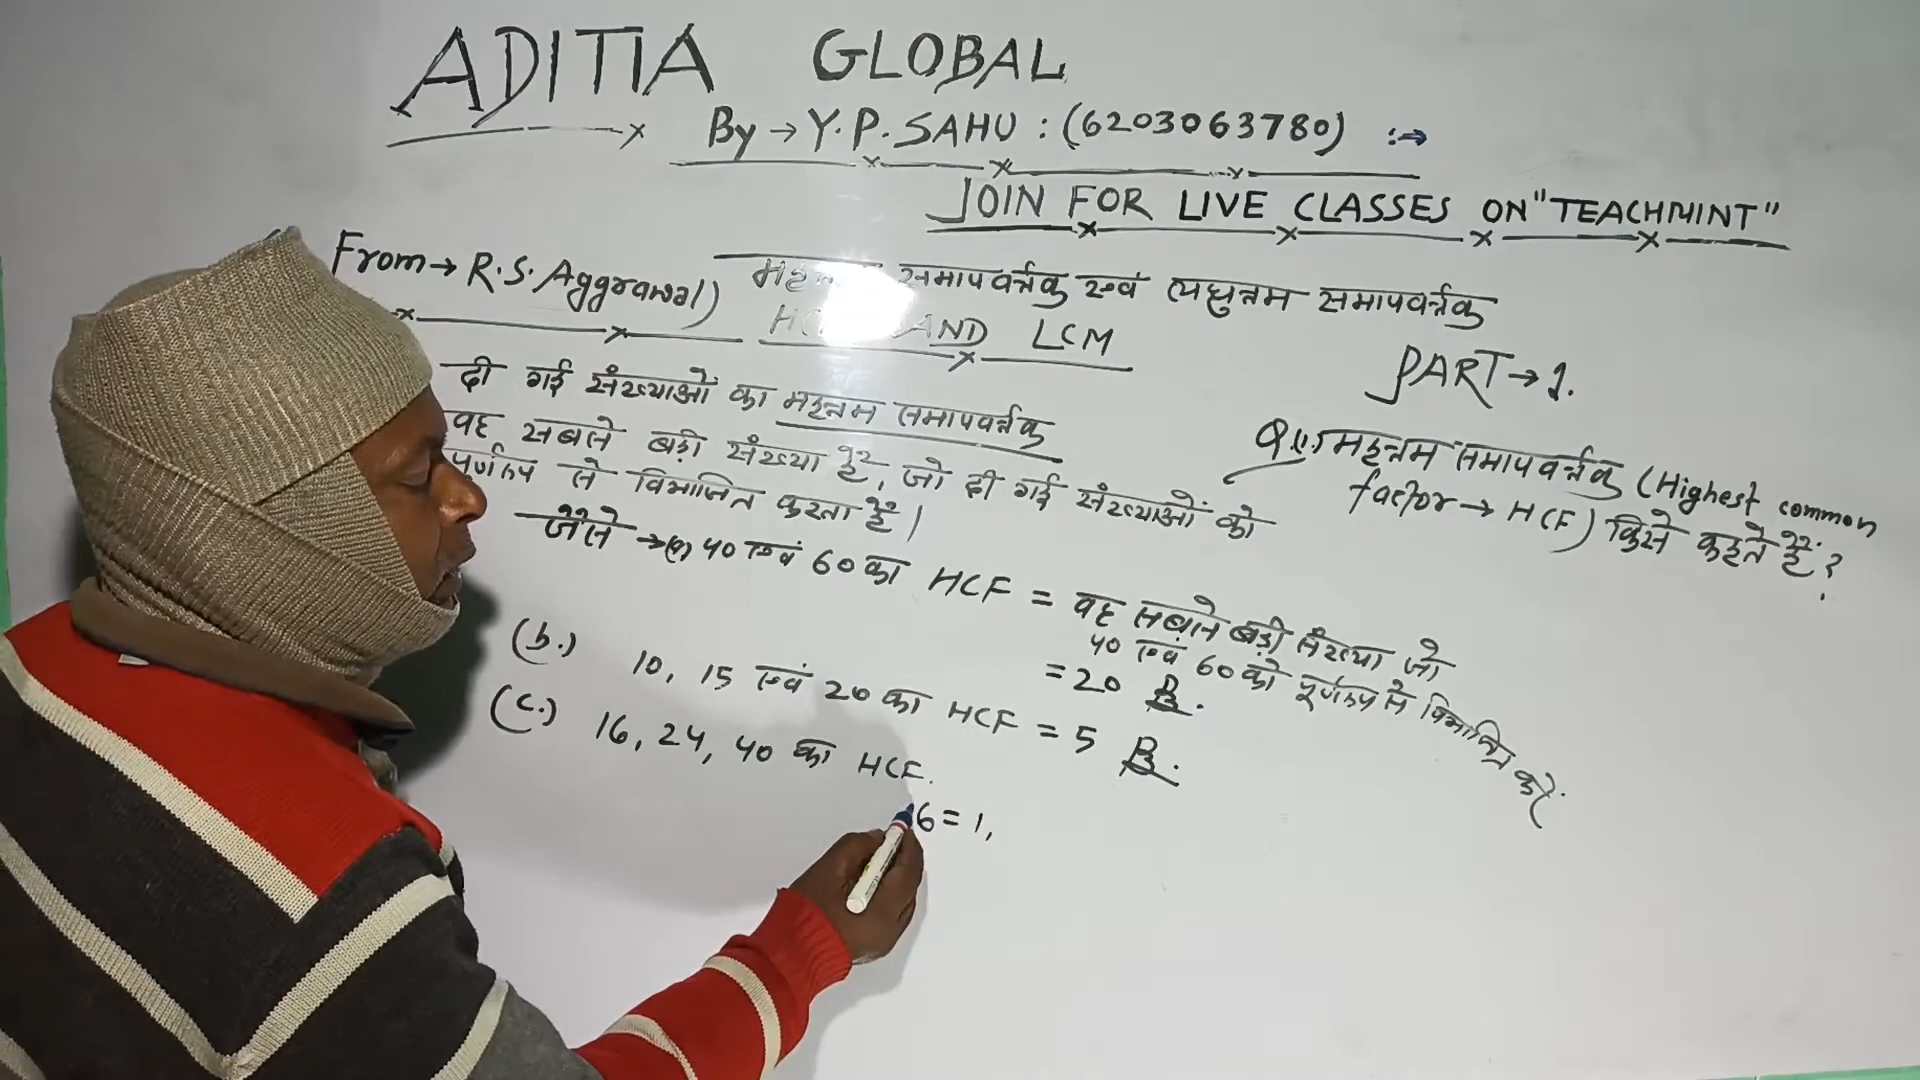 ADITIA GLOBAL
By → Y.P. SAHU : (6203063780) :⇒
JOIN FOR LIVE CLASSES ON "TEACHMINT"
From → R.S. Aggrawal) समापवर्त्तक एवं लघुत्तम समापवर्त्तक
AND LCM
PART → 1.
Q.1. महत्तम समापवर्त्तक (Highest common
factor → HCF) किसे कहते हैं?
दी गई संख्याओं का महत्तम समापवर्त्तक
वह सबसे बड़ी संख्या है, जो दी गई संख्याओं को
पूर्णरूप से विभाजित करता है।
जैसे → (a) 40 एवं 60 का HCF = वह सबसे बड़ी संख्या जो
40 एवं 60 को पूर्णरूप से विभाजित करें.
= 20
(b.) 10, 15 एवं 20 का HCF = 5
(c.) 16, 24, 40 का HCF.
16 = 1,